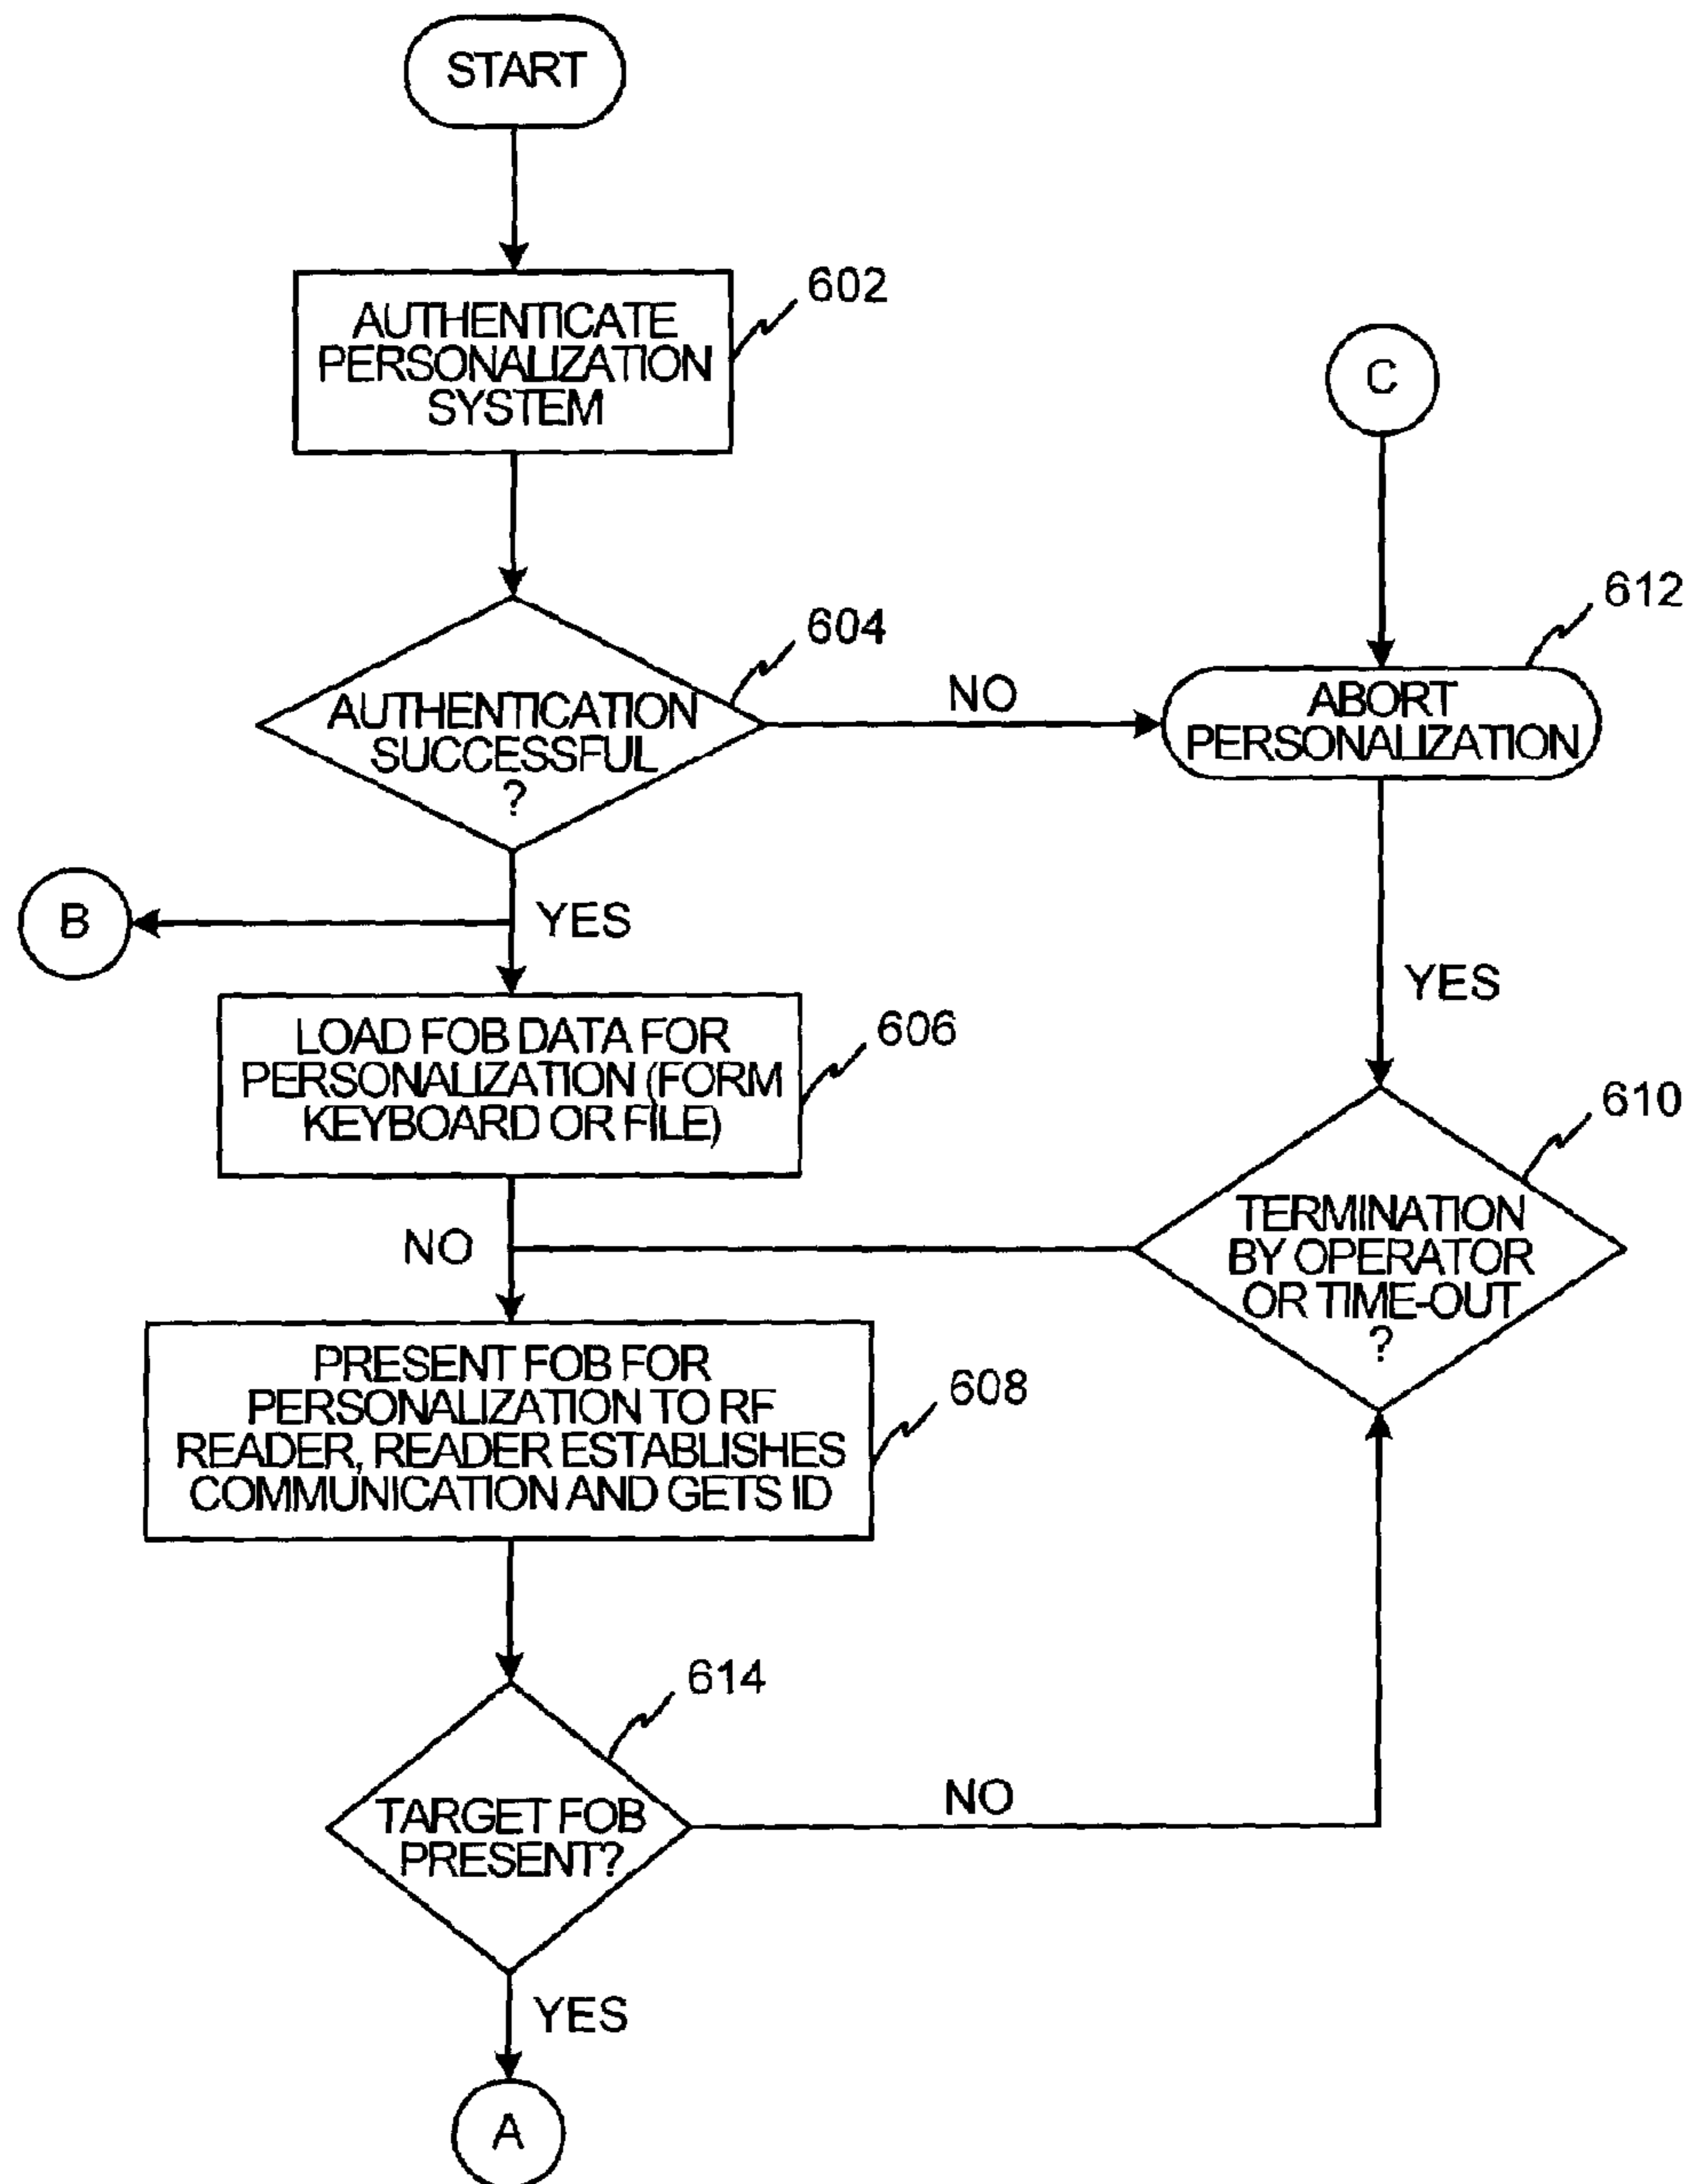 START
AUTHENTICATE
PERSONALIZATION
SYSTEM
602
C
AUTHENTICATION
SUCCESSFUL
?
604
NO
ABORT
PERSONALIZATION
612
B
YES
YES
LOAD FOB DATA FOR
PERSONALIZATION (FORM
KEYBOARD OR FILE)
606
TERMINATION
BY OPERATOR
OR TIME-OUT
?
610
NO
PRESENT FOB FOR
PERSONALIZATION TO RF
READER, READER ESTABLISHES
COMMUNICATION AND GETS ID
608
TARGET FOB
PRESENT?
614
NO
YES
A